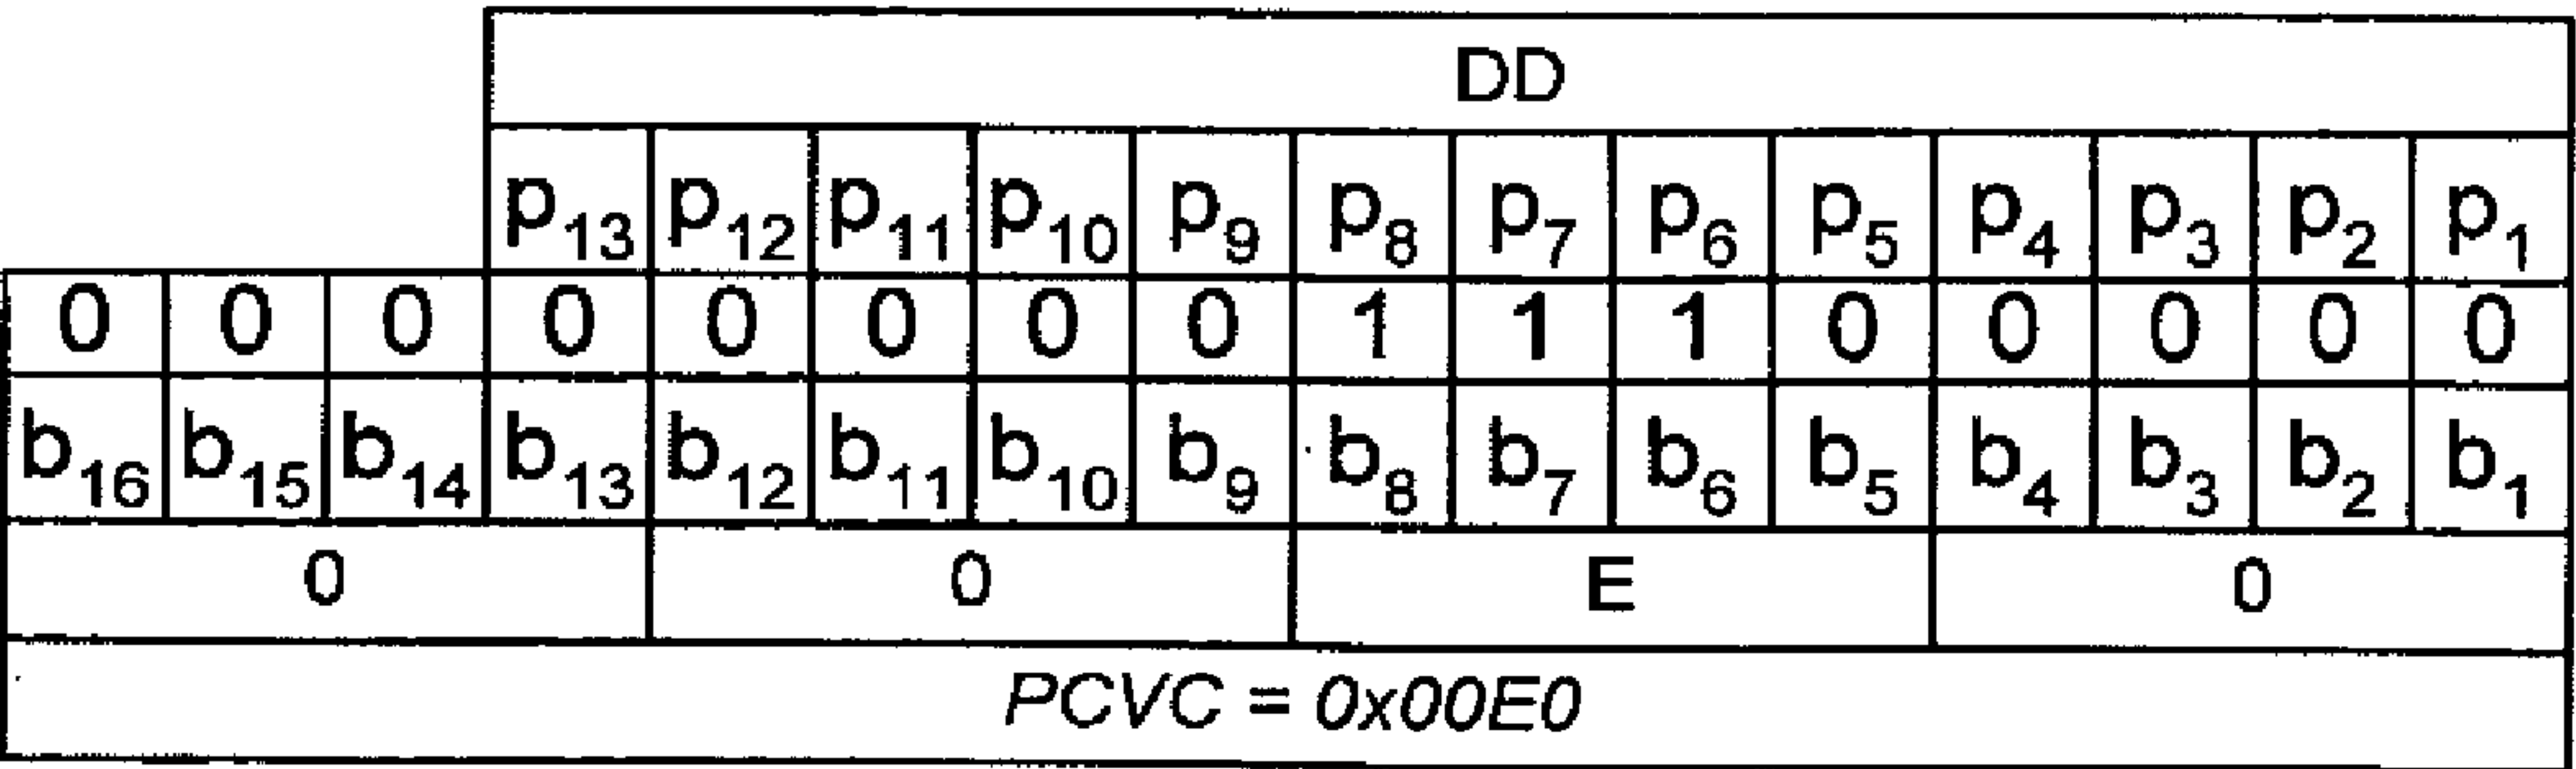 DD
p13 p12 p11 p10 p9 p8 p7 p6 p5 p4 p3 p2 p1
0 0 0 0 0 0 0 0 1 1 1 0 0 0 0 0
b16 b15 b14 b13 b12 b11 b10 b9 b8 b7 b6 b5 b4 b3 b2 b1
0 0 E 0
PCVC = 0x00E0